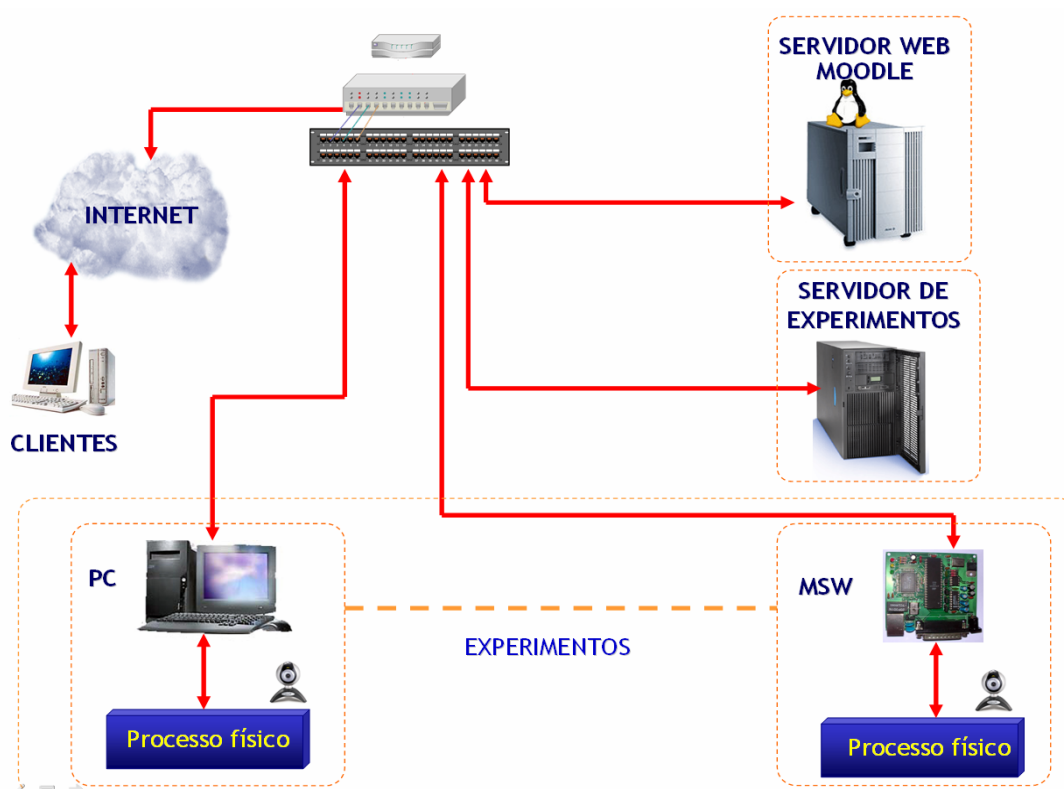 SERVIDOR WEB
MOODLE
INTERNET
SERVIDOR DE
EXPERIMENTOS
CLIENTES
PC
MSW
EXPERIMENTOS
Processo físico
Processo físico